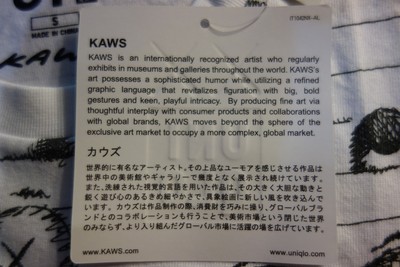 S
KAWS
IT1040NK-4L
KAWS
KAWS is an internationally recognized artist who regularly
exhibits in museums and galleries throughout the world. KAWS's
art possesses a sophisticated humor while utilizing a refined
graphic language that revitalizes figuration with big, bold
gestures and keen, playful intricacy. By producing fine art via
thoughtful interplay with consumer products and collaborations
with global brands, KAWS moves beyond the sphere of the
exclusive art market to occupy a more complex, global market.
カウズ
世界的に有名なアーティスト。その上品なユーモアを感じさせる作品は
世界中の美術館やギャラリーで幾度となく展示され続けています。
また、洗練された視覚的言語を用いた作品は、その大きく大胆な動きと
鋭く遊び心のあるきめ細やかさで、具象絵画に新しい風を吹き込んで
います。カウズは作品制作の際、消費財を巧みに操り、グローバルブラ
ンドとのコラボレーションも行うことで、美術市場という閉じた世界
のみならず、より入り組んだグローバル市場に活躍の場を広げています。
www.KAWS.com
www.uniqlo.com